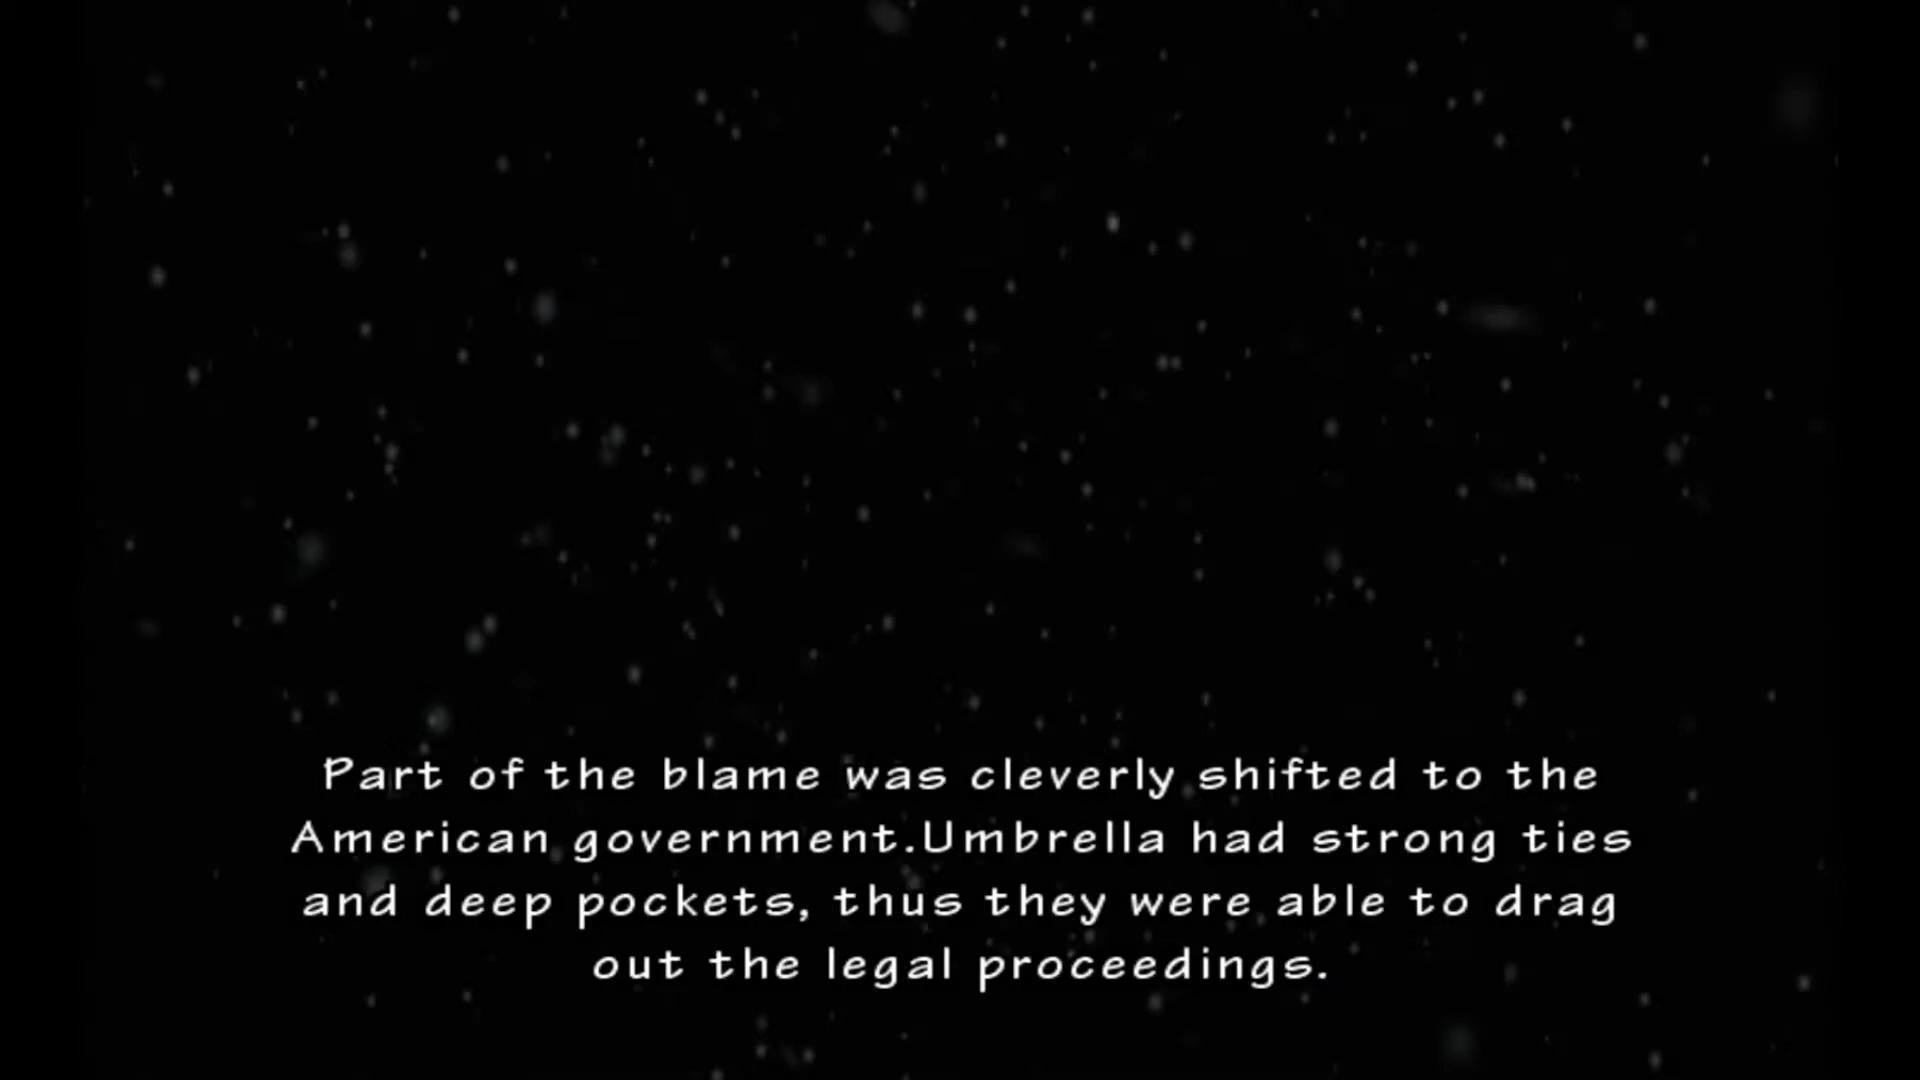 Part of the blame was cleverly shifted to the
American government.Umbrella had strong ties
and deep pockets, thus they were able to drag
out the legal proceedings.